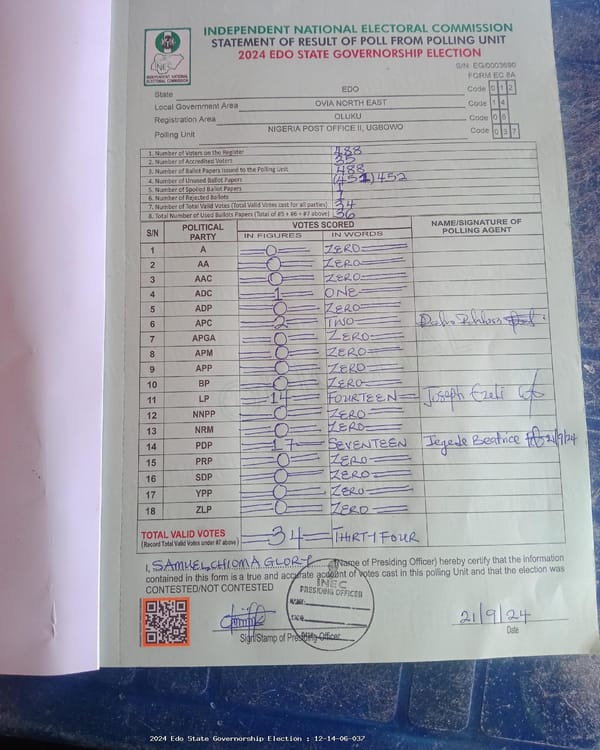 INDEPENDENT NATIONAL ELECTORAL COMMISSION
STATEMENT OF RESULT OF POLL FROM POLLING UNIT
2024 EDO STATE GOVERNORSHIP ELECTION
S/N: EG/0003690
FORM EC 8A
INEC
INDEPENDENT NATIONAL ELECTORAL COMMISSION
State EDO Code 0 1 2
Local Government Area OVIA NORTH EAST Code 1 4
Registration Area OLUKU Code 0 6
Polling Unit NIGERIA POST OFFICE II, UGBOWO Code 0 3 7
1. Number of Voters on the Register 488
2. Number of Accredited Voters 35
3. Number of Ballot Papers Issued to the Polling Unit 488
4. Number of Unused Ballot Papers (451) 452
5. Number of Spoiled Ballot Papers 1
6. Number of Rejected Ballots 1
7. Number of Total Valid Votes (Total Valid Votes cast for all parties) 34
8. Total Number of Used Ballots Papers (Total of #5 + #6 + #7 above) 36
S/N POLITICAL PARTY VOTES SCORED NAME/SIGNATURE OF POLLING AGENT
IN FIGURES IN WORDS
1 A 0 ZERO
2 AA 0 ZERO
3 AAC 0 ZERO
4 ADC 1 ONE
5 ADP 0 ZERO
6 APC 2 TWO
7 APGA 0 ZERO
8 APM 0 ZERO
9 APP 0 ZERO
10 BP 0 ZERO
11 LP 14 FOURTEEN Joseph Ezeli
12 NNPP 0 ZERO
13 NRM 0 ZERO
14 PDP 17 SEVENTEEN Jegede Beatrice 21/9/24
15 PRP 0 ZERO
16 SDP 0 ZERO
17 YPP 0 ZERO
18 ZLP 0 ZERO
TOTAL VALID VOTES 34 THIRTY FOUR
(Record Total Valid Votes under #7 above)
I, SAMUEL CHIOMA GLORY (Name of Presiding Officer) hereby certify that the information
contained in this form is a true and accurate account of votes cast in this polling Unit and that the election was
CONTESTED/NOT CONTESTED
INEC
PRESIDING OFFICER
21/9/24
Sign/Stamp of Presiding Officer Date
2024 Edo State Governorship Election : 12-14-06-037